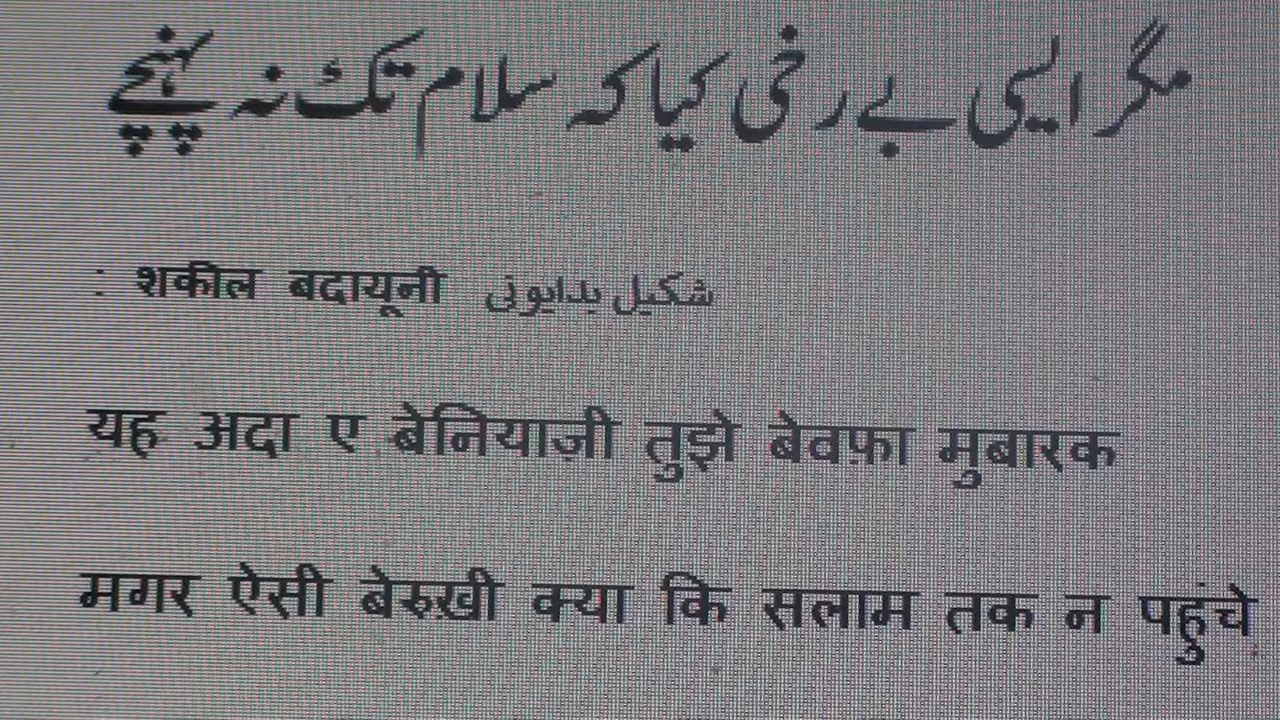 مگر ایسی بے رخی کیا کہ سلام تک نہ پہنچے
: शकील बदायूनी شکیل بدایونی
यह अदा ए बेनियाज़ी तुझे बेवफ़ा मुबारक
मगर ऐसी बेरुख़ी क्या कि सलाम तक न पहुंचे